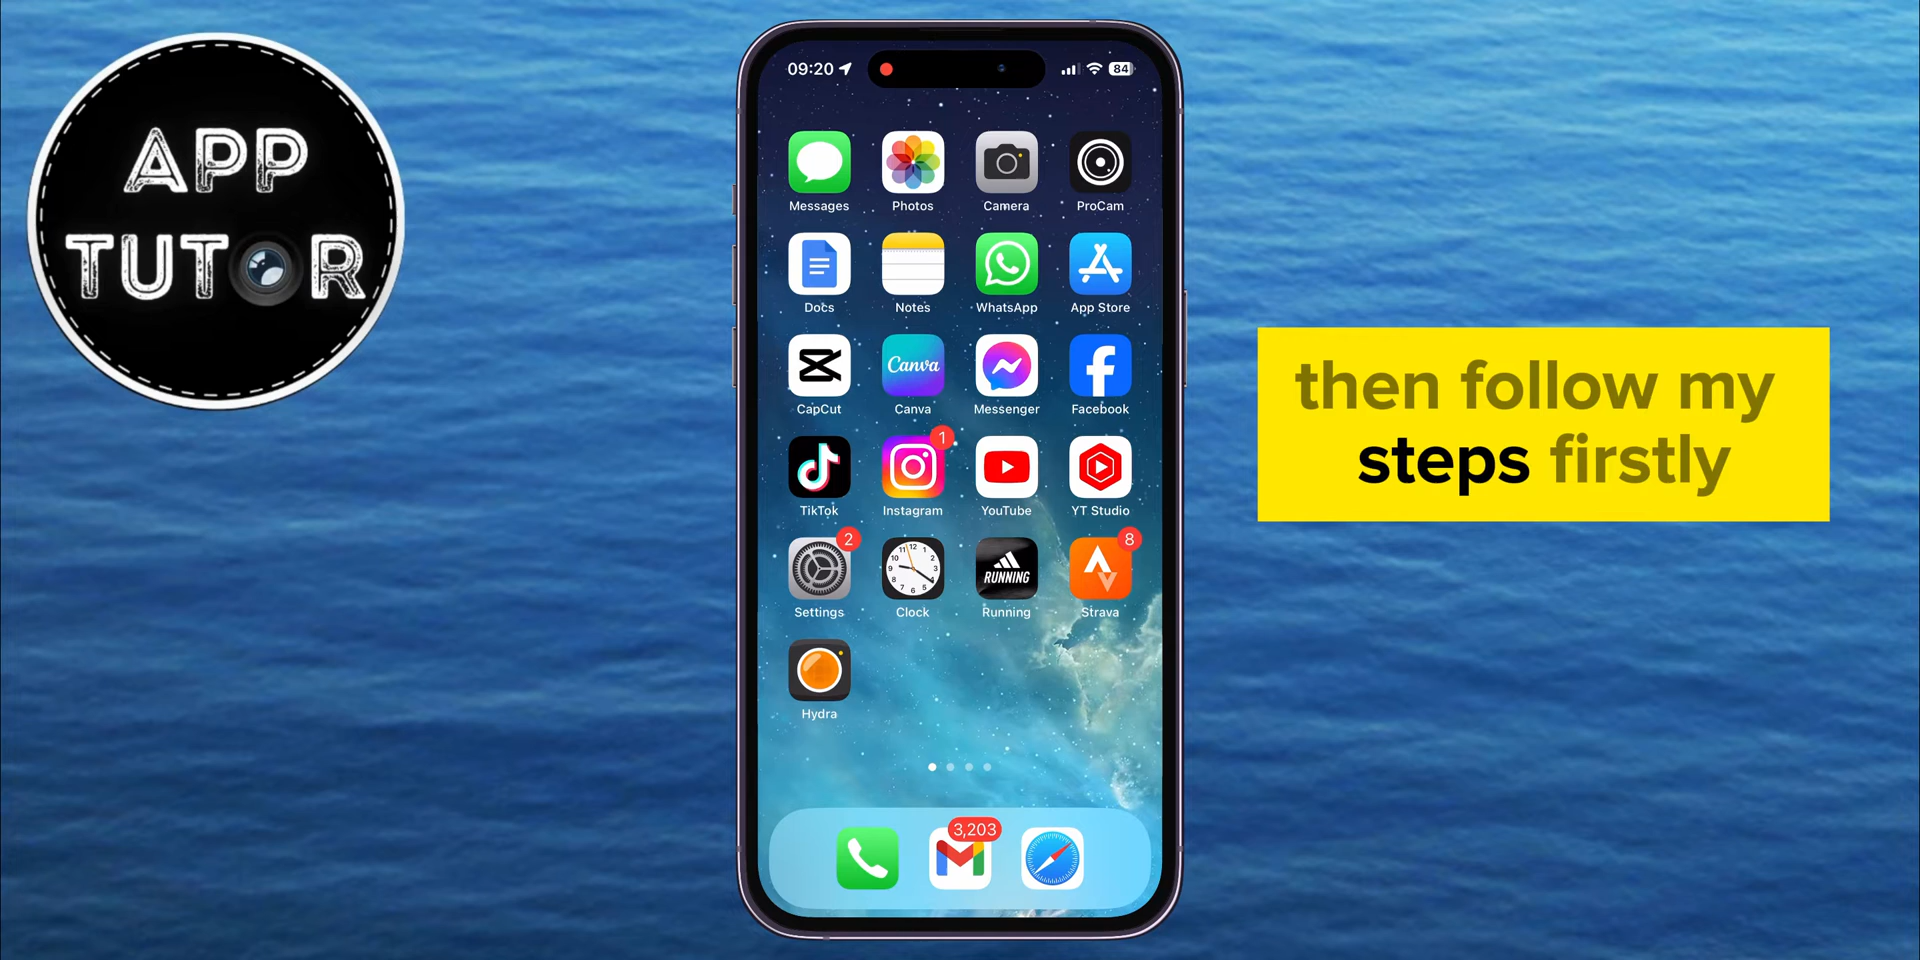 APP
TUTOR
09:20
84
Messages
Photos
Camera
ProCam
Docs
Notes
WhatsApp
App Store
CapCut
Canva
Canva
Messenger
Facebook
1
TikTok
Instagram
YouTube
YT Studio
2
8
RUNNING
Settings
Clock
Running
Strava
Hydra
3,203
then follow my
steps firstly